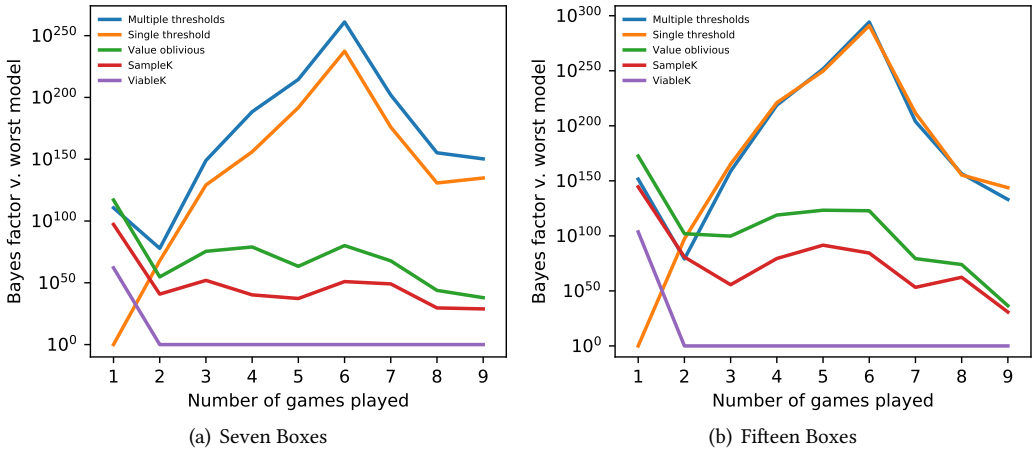 Bayes factor v. worst model
10^250
10^200
10^150
10^100
10^50
10^0
Multiple thresholds
Single threshold
Value oblivious
SampleK
ViableK
1 2 3 4 5 6 7 8 9
Number of games played
(a) Seven Boxes
Bayes factor v. worst model
10^300
10^250
10^200
10^150
10^100
10^50
10^0
Multiple thresholds
Single threshold
Value oblivious
SampleK
ViableK
1 2 3 4 5 6 7 8 9
Number of games played
(b) Fifteen Boxes